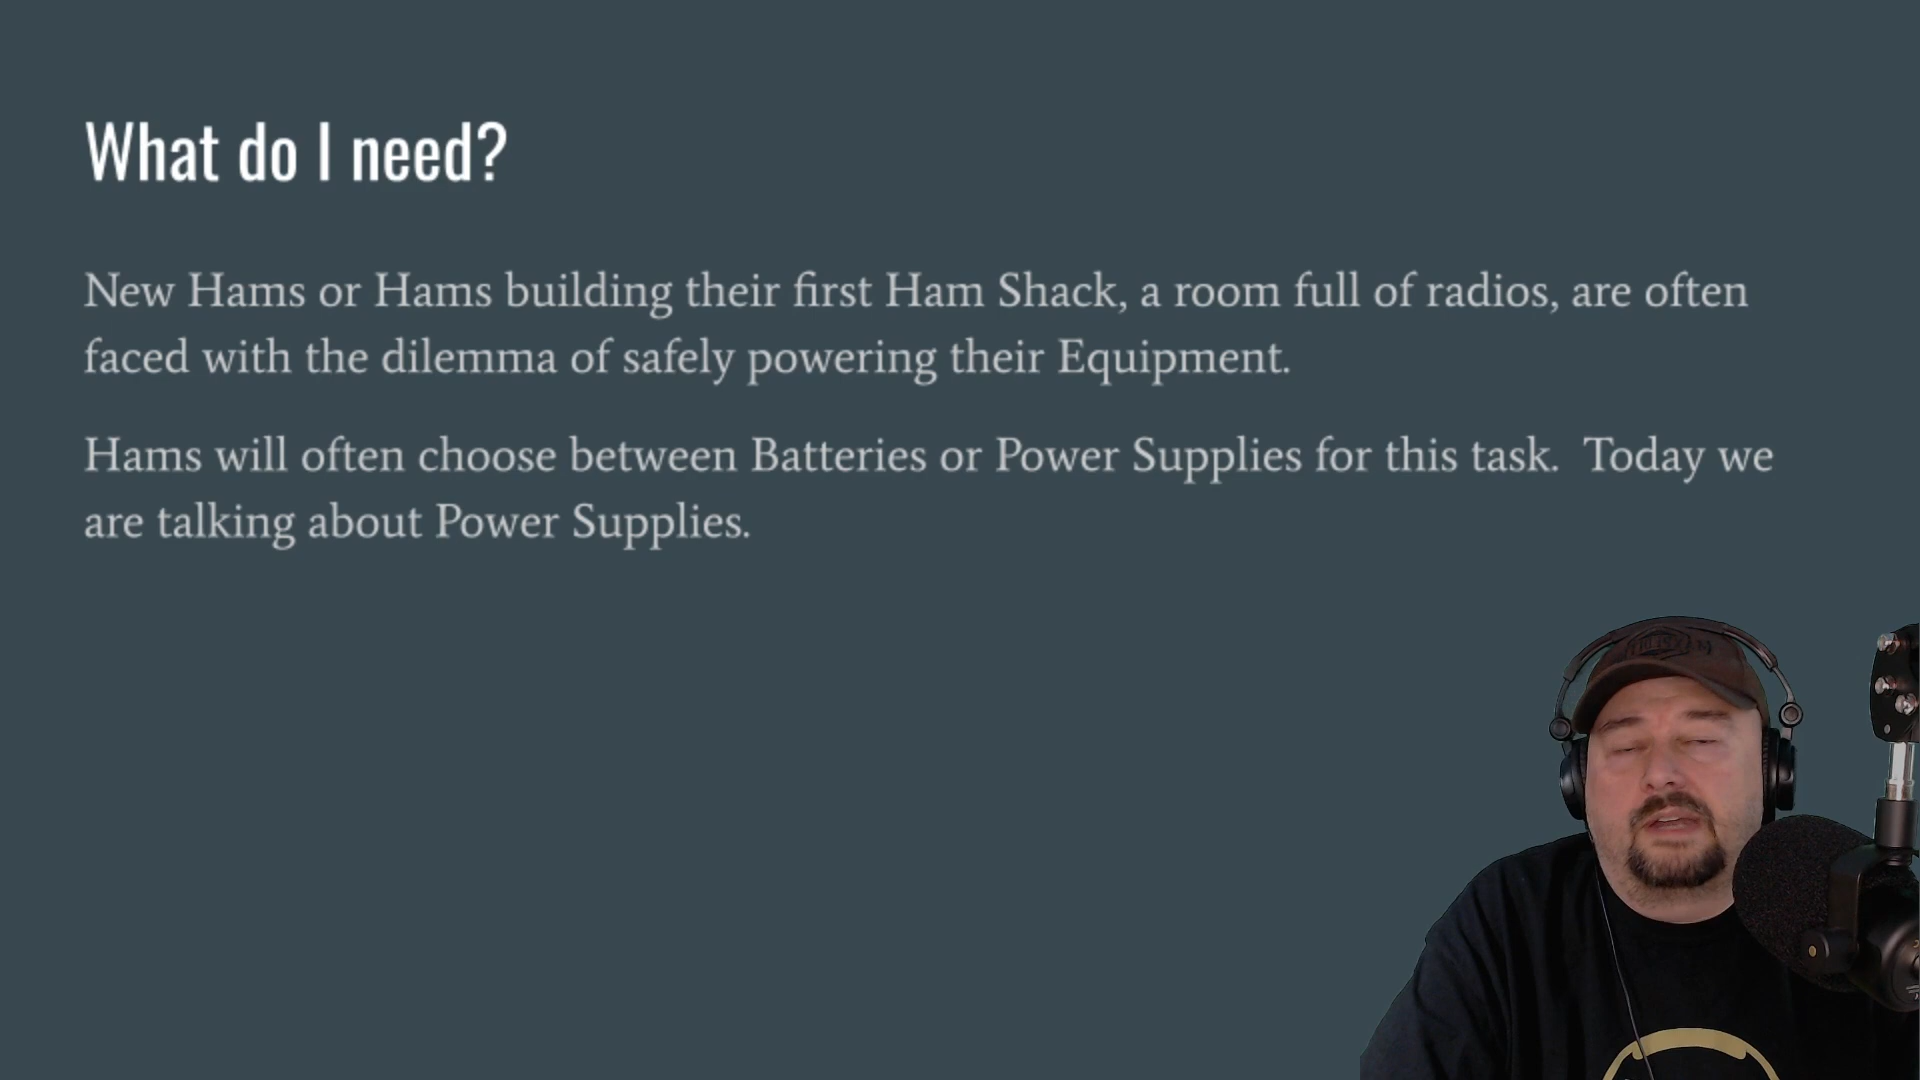 What do I need?
New Hams or Hams building their first Ham Shack, a room full of radios, are often
faced with the dilemma of safely powering their Equipment.
Hams will often choose between Batteries or Power Supplies for this task.  Today we
are talking about Power Supplies.